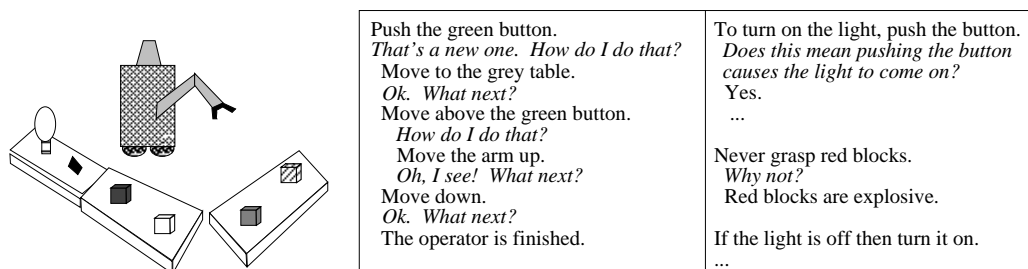 Push the green button.
That's a new one. How do I do that?
Move to the grey table.
Ok. What next?
Move above the green button.
How do I do that?
Move the arm up.
Oh, I see! What next?
Move down.
Ok. What next?
The operator is finished.
To turn on the light, push the button.
Does this mean pushing the button
causes the light to come on?
Yes.
...
Never grasp red blocks.
Why not?
Red blocks are explosive.
If the light is off then turn it on.
...